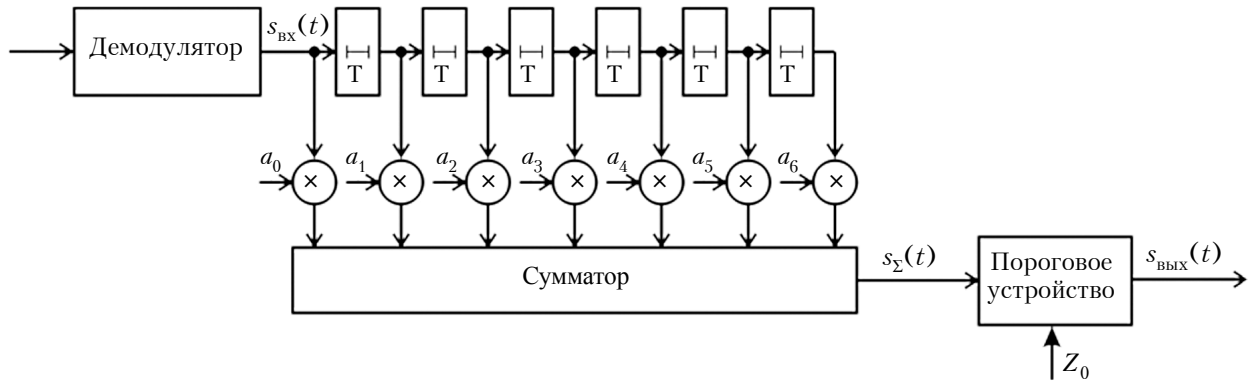 Демодулятор
s_вх(t)
T
T
T
T
T
T
a_0
a_1
a_2
a_3
a_4
a_5
a_6
×
×
×
×
×
×
×
Сумматор
s_Σ(t)
Пороговое
устройство
s_вых(t)
Z_0